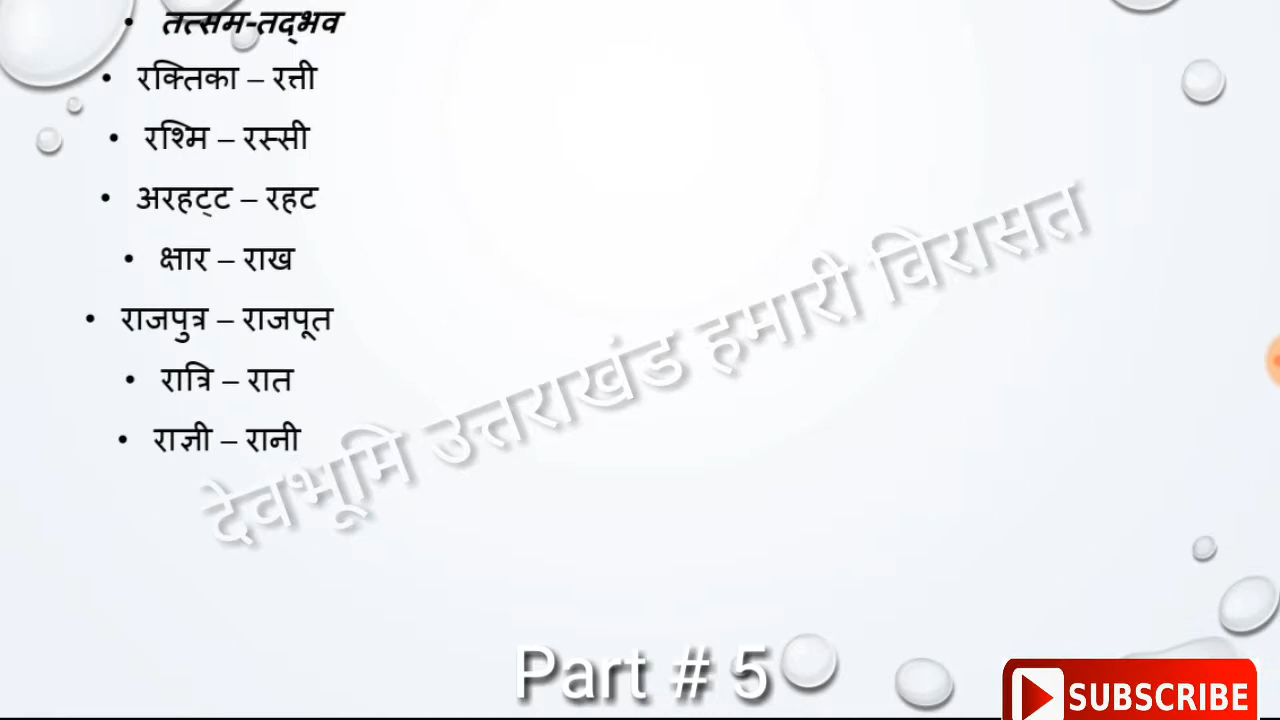 • तत्सम-तद्भव
• रक्तिका – रत्ती
• रश्मि – रस्सी
• अरहट्ट – रहट
• क्षार – राख
• राजपुत्र – राजपूत
• रात्रि – रात
• राज्ञी – रानी
देवभूमि उत्तराखंड हमारी विरासत
Part # 5
SUBSCRIBE